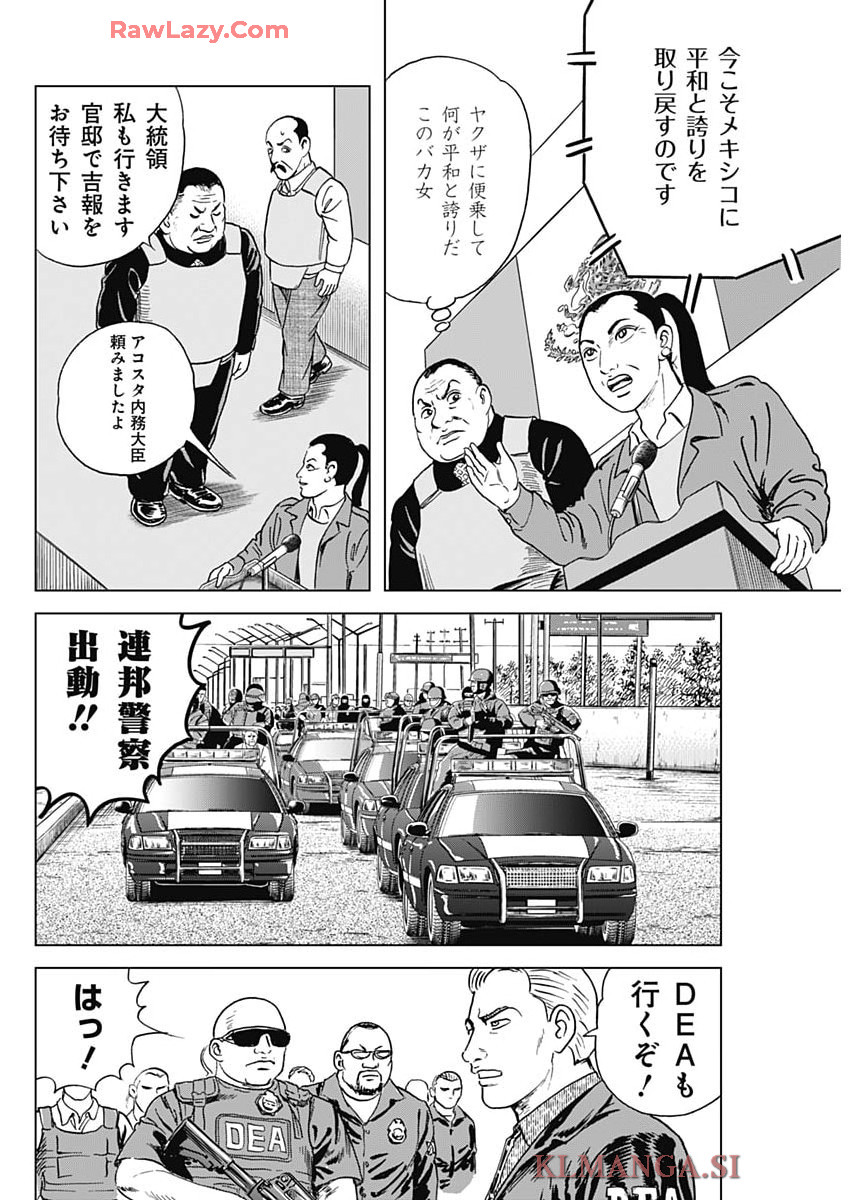 RawLazy.Com
今こそメキシコに
平和と誇りを
取り戻すのです
ヤクザに便乗して
何が平和と誇りだ
このバカ女
大統領
私も行きます
官邸で吉報を
お待ち下さい
アコスタ内務大臣
頼みましたよ
連邦警察
出動!!
DEAも
行くぞ!
はっ!
DEA
DEA
KLMANGA.SI